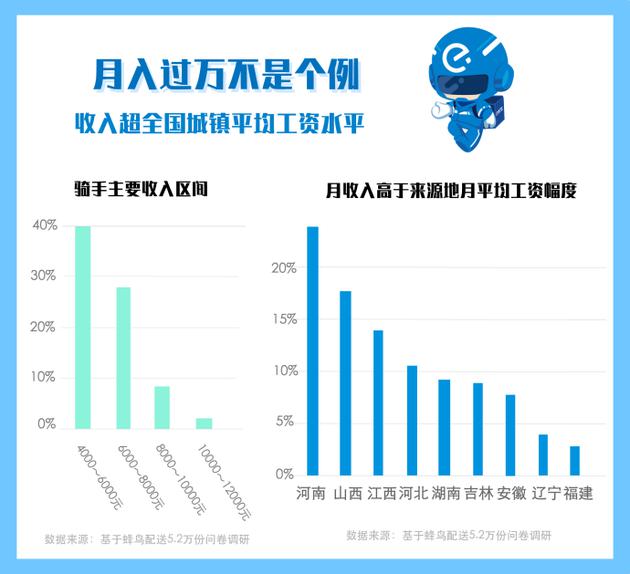 月入过万不是个例
收入超全国城镇平均工资水平
骑手主要收入区间
40%
30%
20%
10%
0%
4000~6000元
6000~8000元
8000~10000元
10000~12000元
数据来源：基于蜂鸟配送5.2万份问卷调研
月收入高于来源地月平均工资幅度
20%
15%
10%
5%
0%
河南 山西 江西 河北 湖南 吉林 安徽 辽宁 福建
数据来源：基于蜂鸟配送5.2万份问卷调研